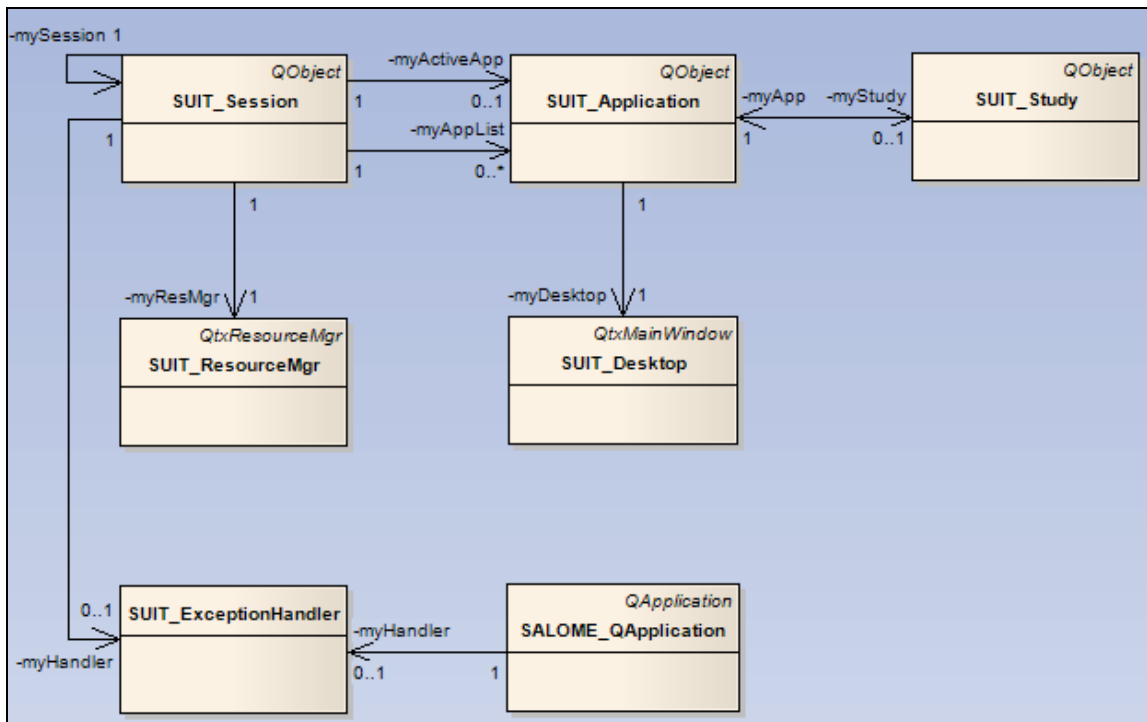 -mySession 1
QObject
SUIT_Session
1
-myActiveApp
1
0..1
-myAppList
1
0..*
QObject
SUIT_Application
-myApp
-myStudy
1
0..1
QObject
SUIT_Study
1
-myResMgr
1
QtxResourceMgr
SUIT_ResourceMgr
1
-myDesktop
1
QtxMainWindow
SUIT_Desktop
0..1
-myHandler
SUIT_ExceptionHandler
-myHandler
0..1
1
QApplication
SALOME_QApplication